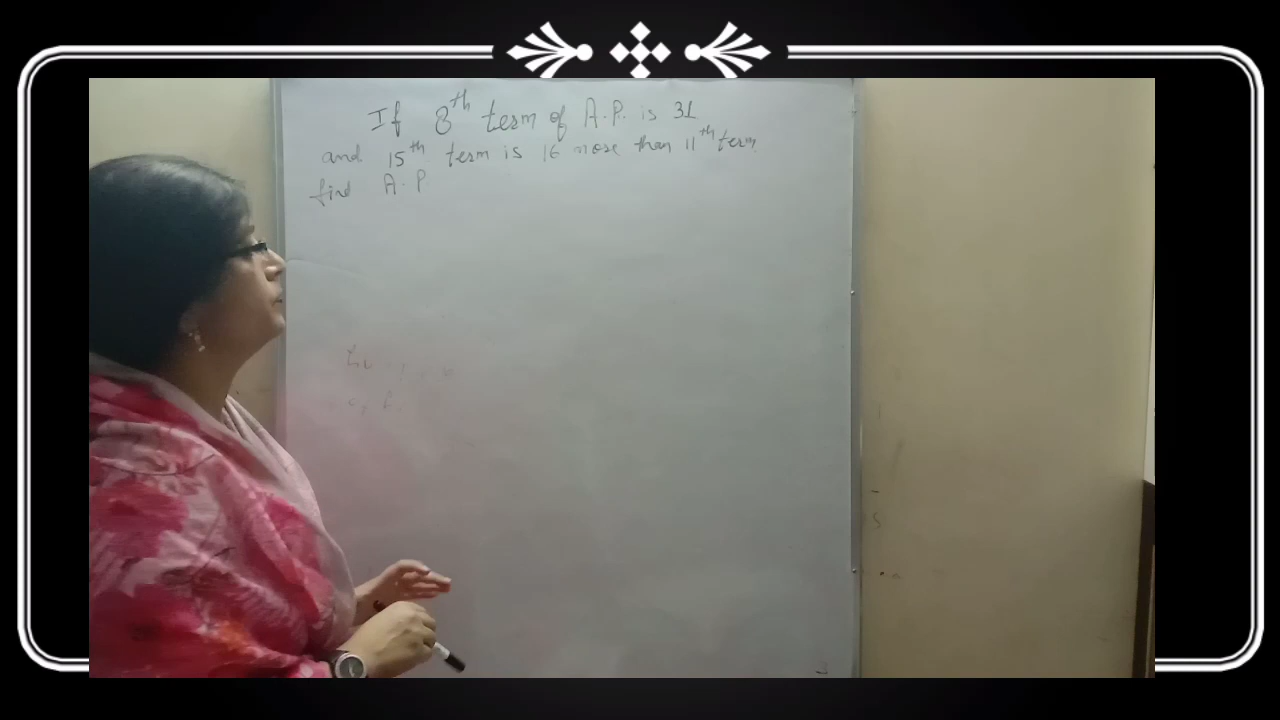 If 8th term of A.P. is 31
and 15th term is 16 more than 11th term
find A.P